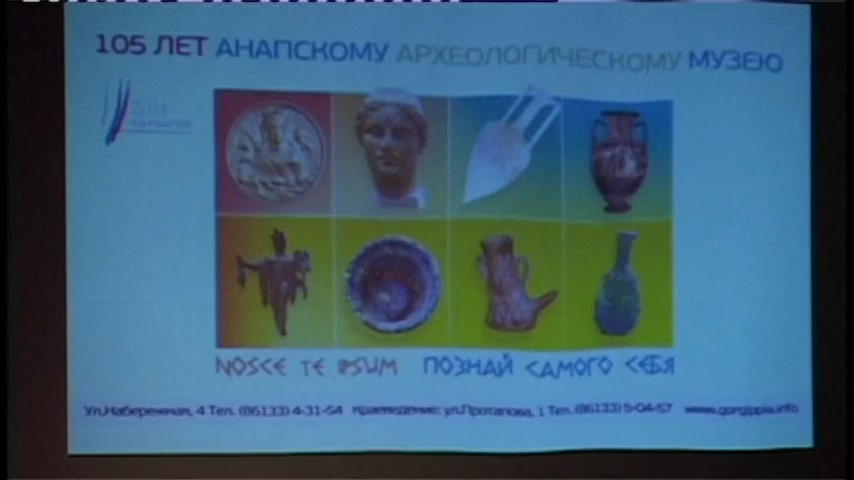 105 ЛЕТ АНАПСКОМУ АРХЕОЛОГИЧЕСКОМУ МУЗЕЮ
NOSCE TE IPSUM ПОЗНАЙ САМОГО СЕБЯ
Ул.Набережная, 4 Тел. (86133) 4-31-54 краеведение: ул.Протапова, 1 Тел. (86133) 5-04-57 www.gorgippia.info